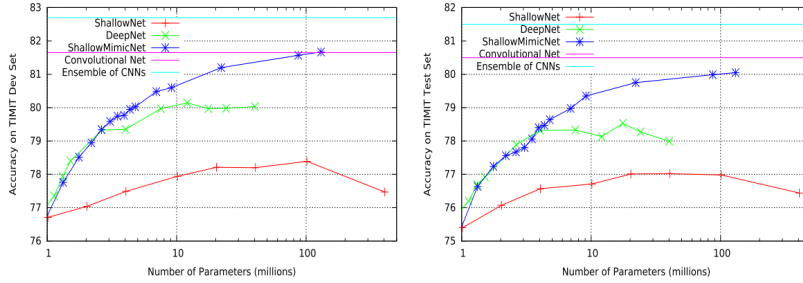 83
82
81
80
79
78
77
76
Accuracy on TIMIT Dev Set
ShallowNet
DeepNet
ShallowMimicNet
Convolutional Net
Ensemble of CNNs
1
10
100
Number of Parameters (millions)
82
81
80
79
78
77
76
75
Accuracy on TIMIT Test Set
ShallowNet
DeepNet
ShallowMimicNet
Convolutional Net
Ensemble of CNNs
1
10
100
Number of Parameters (millions)